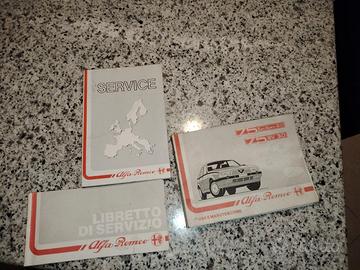 SERVICE
Alfa-Romeo
75
75
Alfa-Romeo
LIBRETTO
DI SERVIZIO
Alfa-Romeo